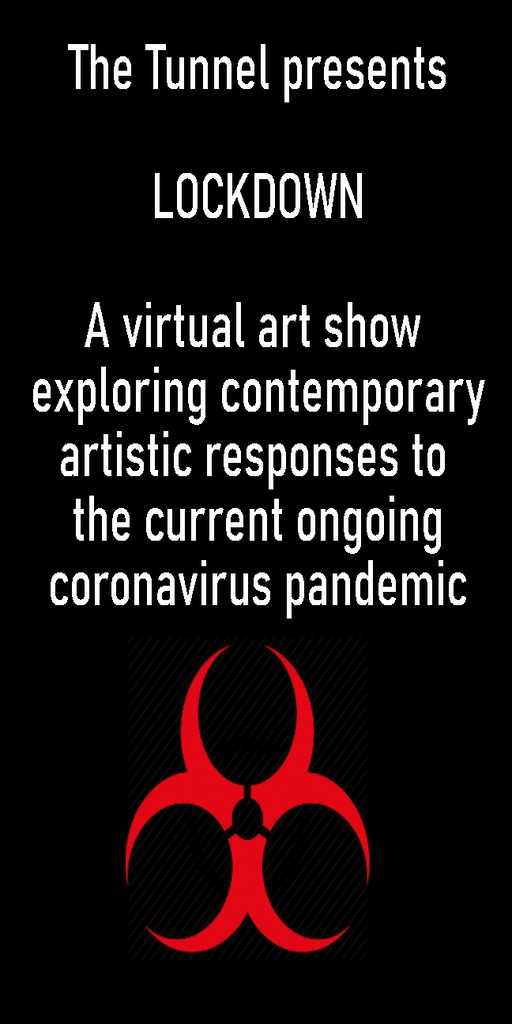 The Tunnel presents
LOCKDOWN
A virtual art show
exploring contemporary
artistic responses to
the current ongoing
coronavirus pandemic